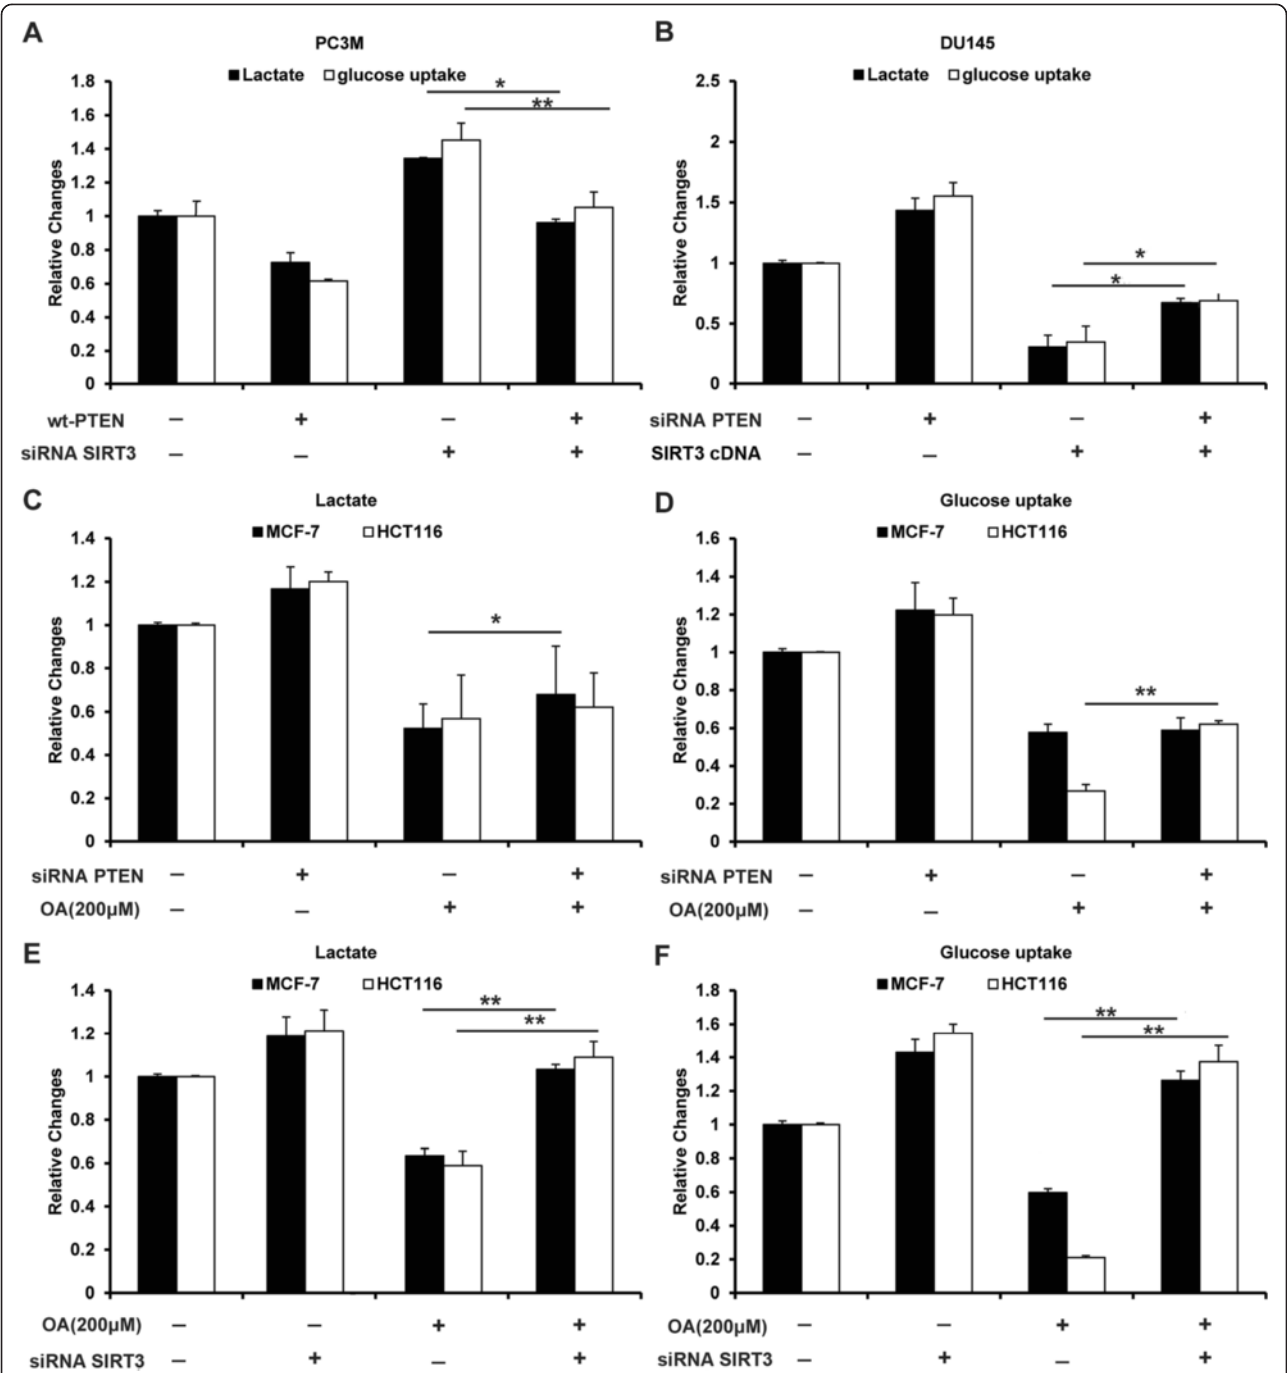 A
PC3M
■Lactate □glucose uptake
1.8
1.6
1.4
1.2
1
0.8
0.6
0.4
0.2
0
Relative Changes
*
**
wt-PTEN – + – +
siRNA SIRT3 – – + +
B
DU145
■Lactate □glucose uptake
2.5
2
1.5
1
0.5
0
Relative Changes
*
*
siRNA PTEN – + – +
SIRT3 cDNA – – + +
C
Lactate
■MCF-7 □HCT116
1.4
1.2
1
0.8
0.6
0.4
0.2
0
Relative Changes
*
siRNA PTEN – + – +
OA(200µM) – – + +
D
Glucose uptake
■MCF-7 □HCT116
1.6
1.4
1.2
1
0.8
0.6
0.4
0.2
0
Relative Changes
**
siRNA PTEN – + – +
OA(200µM) – – + +
E
Lactate
■MCF-7 □HCT116
1.4
1.2
1
0.8
0.6
0.4
0.2
0
Relative Changes
**
**
OA(200µM) – – + +
siRNA SIRT3 – + – +
F
Glucose uptake
■MCF-7 □HCT116
1.8
1.6
1.4
1.2
1
0.8
0.6
0.4
0.2
0
Relative Changes
**
**
OA(200µM) – – + +
siRNA SIRT3 – + – +